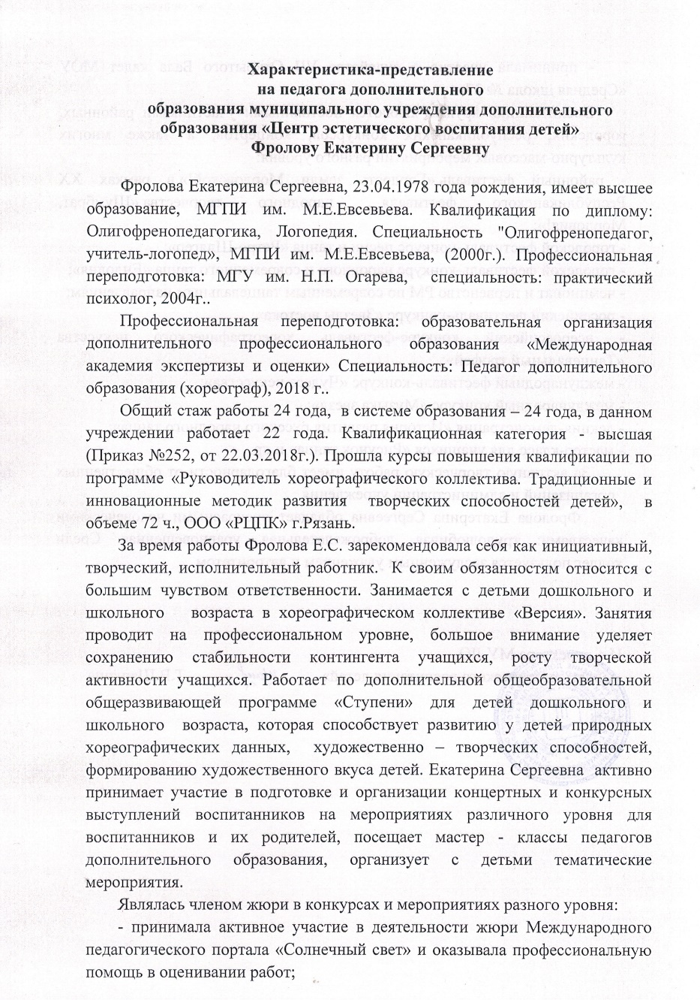 Характеристика-представление
на педагога дополнительного
образования муниципального учреждения дополнительного
образования «Центр эстетического воспитания детей»
Фролову Екатерину Сергеевну
Фролова Екатерина Сергеевна, 23.04.1978 года рождения, имеет высшее
образование, МГПИ им. М.Е.Евсевьева. Квалификация по диплому:
Олигофренопедагогика, Логопедия. Специальность "Олигофренопедагог,
учитель-логопед», МГПИ им. М.Е.Евсевьева, (2000г.). Профессиональная
переподготовка: МГУ им. Н.П. Огарева, специальность: практический
психолог, 2004г..
Профессиональная переподготовка: образовательная организация
дополнительного профессионального образования «Международная
академия экспертизы и оценки» Специальность: Педагог дополнительного
образования (хореограф), 2018 г..
Общий стаж работы 24 года, в системе образования – 24 года, в данном
учреждении работает 22 года. Квалификационная категория - высшая
(Приказ №252, от 22.03.2018г.). Прошла курсы повышения квалификации по
программе «Руководитель хореографического коллектива. Традиционные и
инновационные методик развития творческих способностей детей», в
объеме 72 ч., ООО «РЦПК» г.Рязань.
За время работы Фролова Е.С. зарекомендовала себя как инициативный,
творческий, исполнительный работник. К своим обязанностям относится с
большим чувством ответственности. Занимается с детьми дошкольного и
школьного возраста в хореографическом коллективе «Версия». Занятия
проводит на профессиональном уровне, большое внимание уделяет
сохранению стабильности контингента учащихся, росту творческой
активности учащихся. Работает по дополнительной общеобразовательной
общеразвивающей программе «Ступени» для детей дошкольного и
школьного возраста, которая способствует развитию у детей природных
хореографических данных, художественно – творческих способностей,
формированию художественного вкуса детей. Екатерина Сергеевна активно
принимает участие в подготовке и организации концертных и конкурсных
выступлений воспитанников на мероприятиях различного уровня для
воспитанников и их родителей, посещает мастер - классы педагогов
дополнительного образования, организует с детьми тематические
мероприятия.
Являлась членом жюри в конкурсах и мероприятиях разного уровня:
- принимала активное участие в деятельности жюри Международного
педагогического портала «Солнечный свет» и оказывала профессиональную
помощь в оценивании работ;